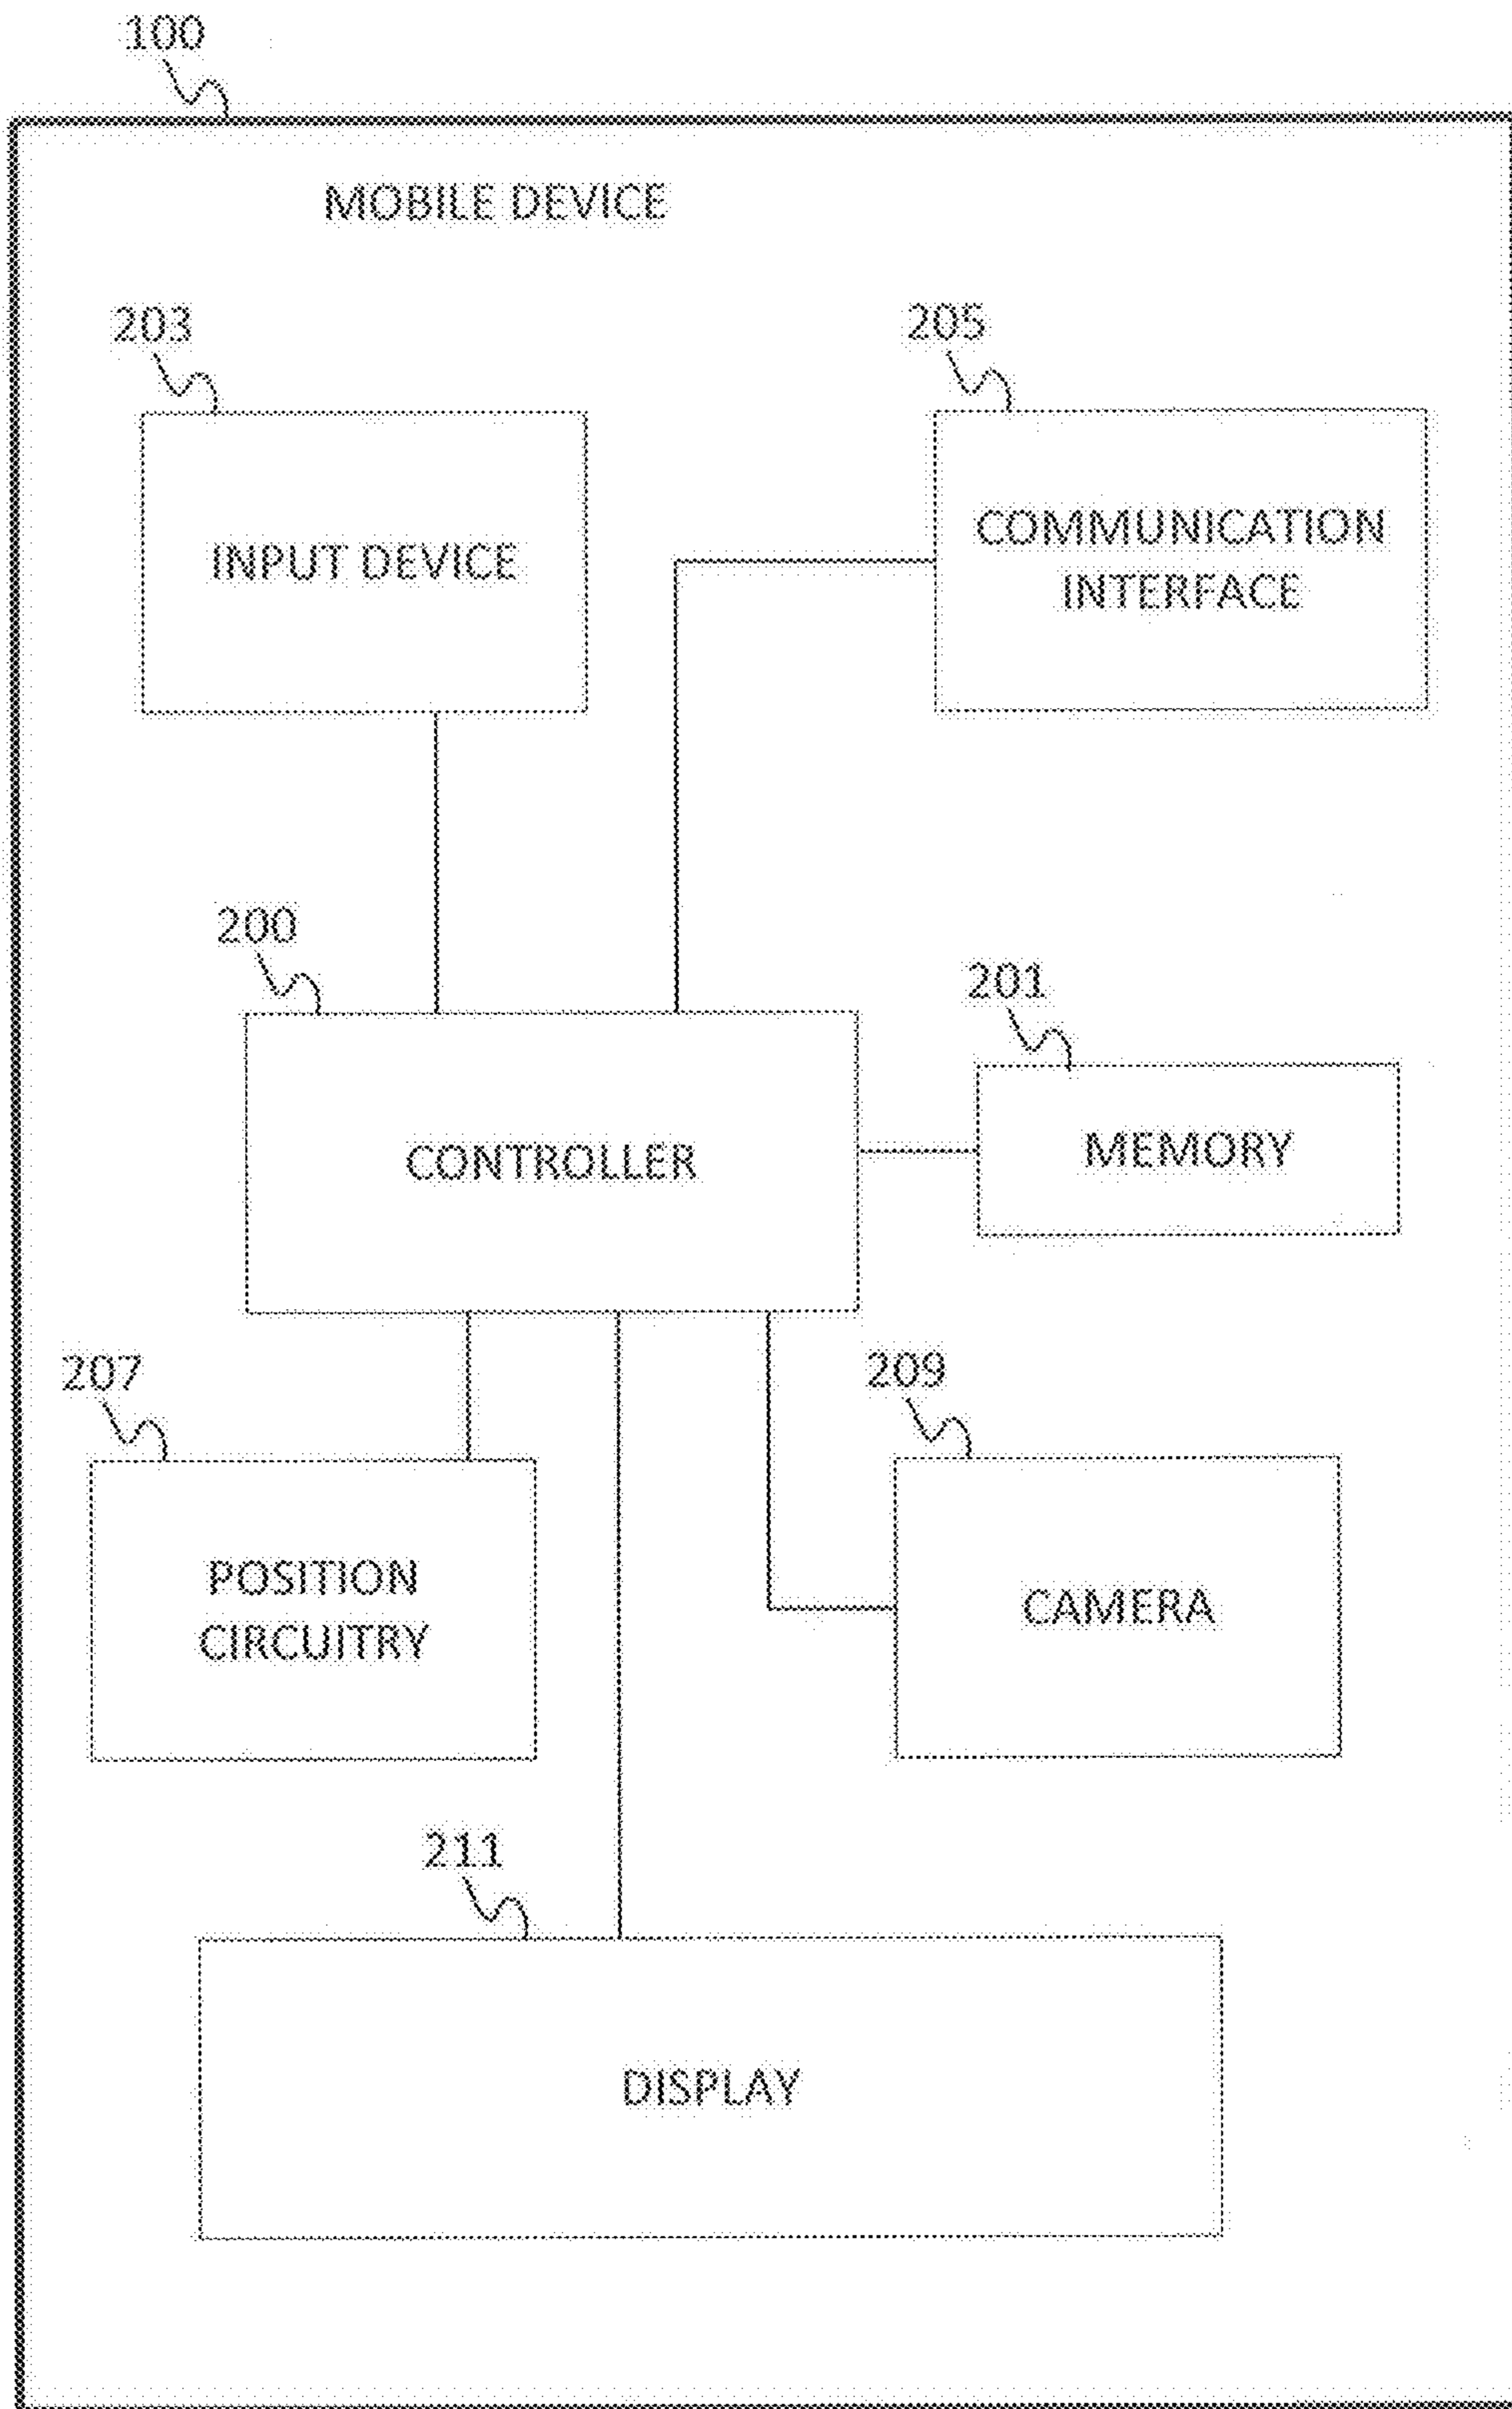 100
MOBILE DEVICE
203
205
INPUT DEVICE
COMMUNICATION
INTERFACE
200
201
CONTROLLER
MEMORY
207
209
POSITION
CIRCUITRY
CAMERA
211
DISPLAY